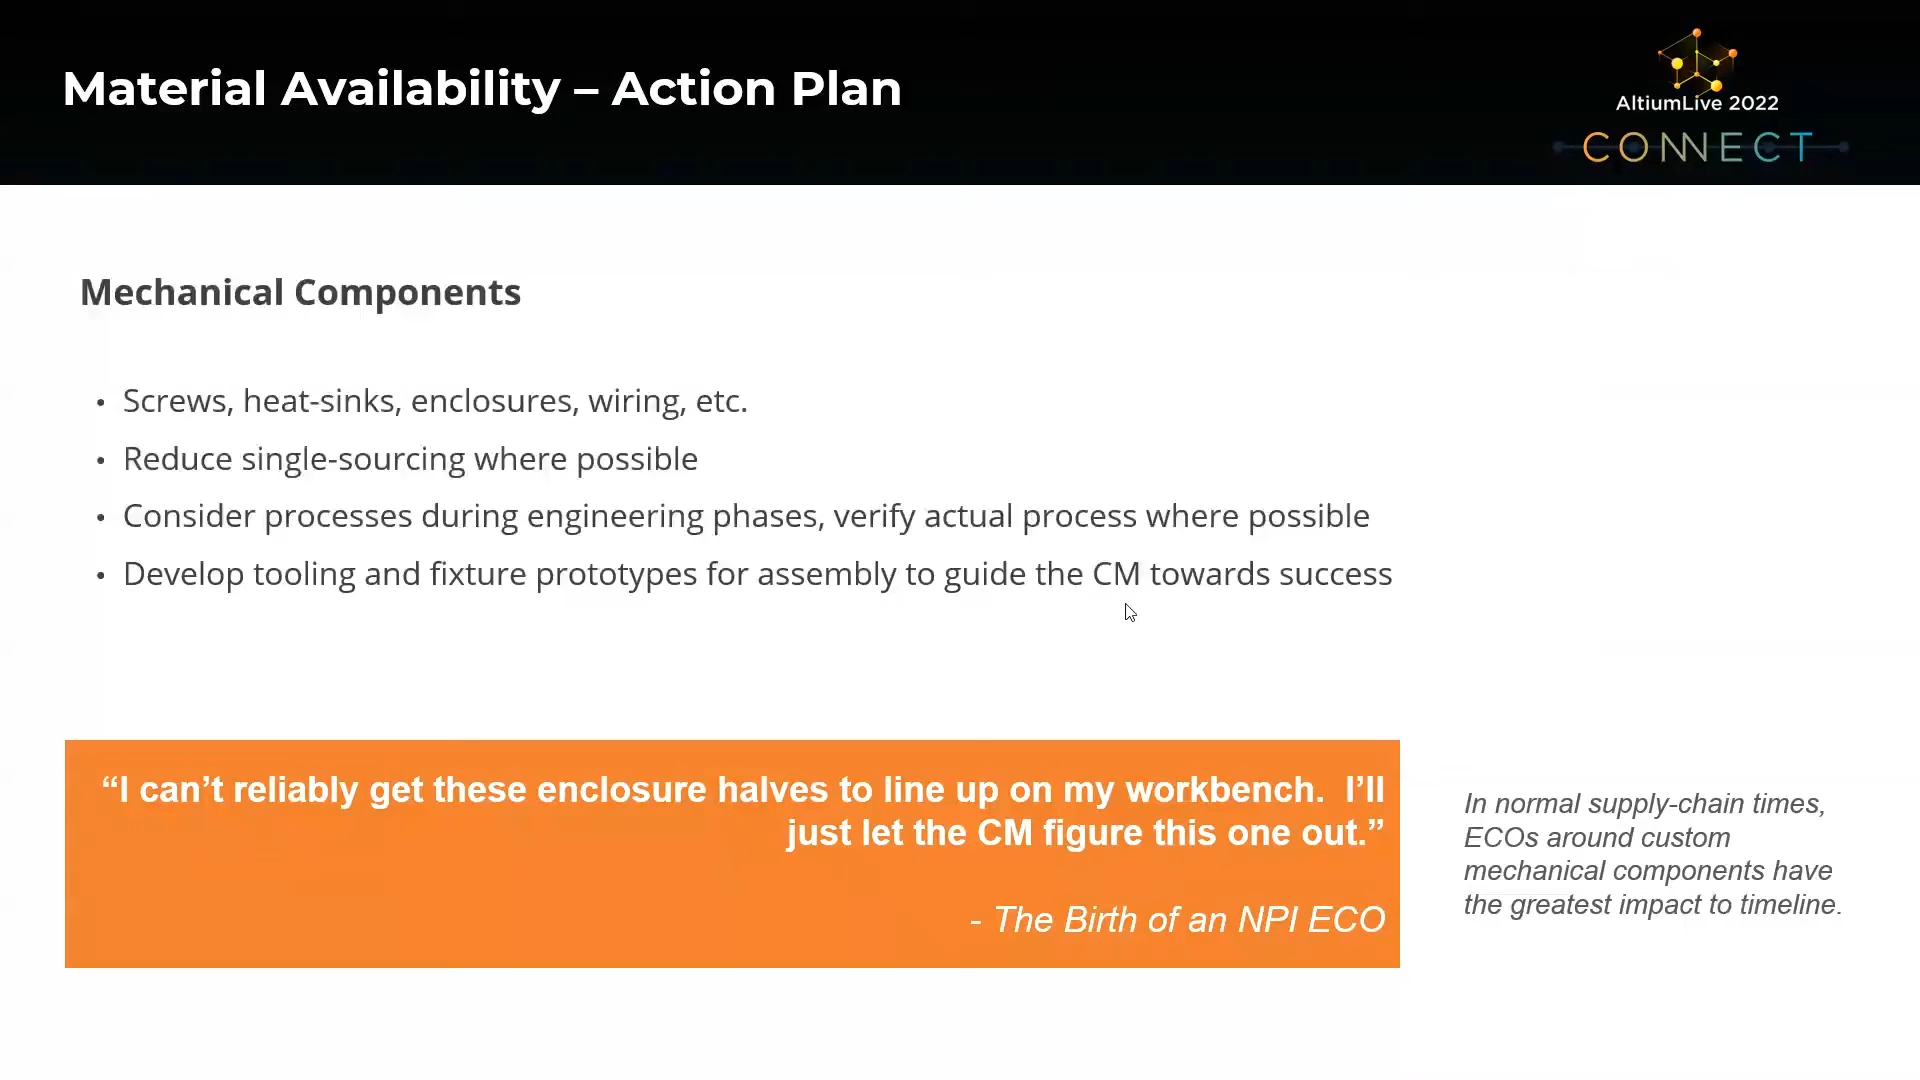 Material Availability – Action Plan
AltiumLive 2022
CONNECT
Mechanical Components
• Screws, heat-sinks, enclosures, wiring, etc.
• Reduce single-sourcing where possible
• Consider processes during engineering phases, verify actual process where possible
• Develop tooling and fixture prototypes for assembly to guide the CM towards success
“I can’t reliably get these enclosure halves to line up on my workbench.  I’ll
just let the CM figure this one out.”
- The Birth of an NPI ECO
In normal supply-chain times,
ECOs around custom
mechanical components have
the greatest impact to timeline.